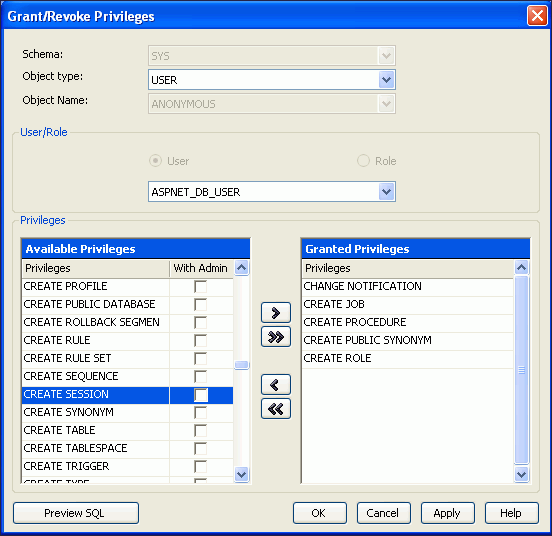 Grant/Revoke Privileges
Schema: SYS
Object type: USER
Object Name: ANONYMOUS
User/Role
User Role
ASPNET_DB_USER
Privileges
Available Privileges
Privileges With Admin
CREATE PROFILE
CREATE PUBLIC DATABASE
CREATE ROLLBACK SEGMEN
CREATE RULE
CREATE RULE SET
CREATE SEQUENCE
CREATE SESSION
CREATE SYNONYM
CREATE TABLE
CREATE TABLESPACE
CREATE TRIGGER
CREATE TYPE
Granted Privileges
Privileges
CHANGE NOTIFICATION
CREATE JOB
CREATE PROCEDURE
CREATE PUBLIC SYNONYM
CREATE ROLE
Preview SQL OK Cancel Apply Help